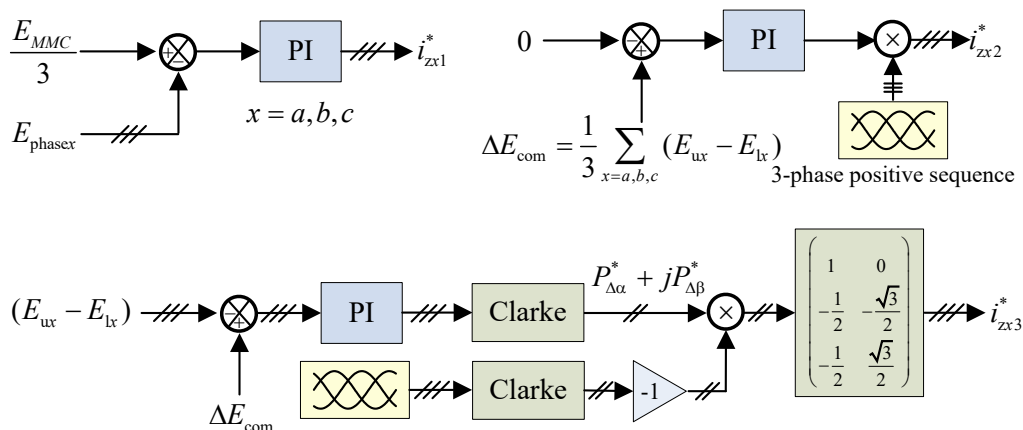 E_MMC
3
+
−
PI
i*_zx1
E_phasex
x = a, b, c
0
−
+
PI
×
i*_zx2
ΔE_com = 1/3 ∑_{x=a,b,c} (E_ux − E_lx)
3-phase positive sequence
(E_ux − E_lx)
−
+
PI
Clarke
P*_Δα + jP*_Δβ
×
1 0
−1/2 −√3/2
−1/2 √3/2
i*_zx3
ΔE_com
Clarke
-1